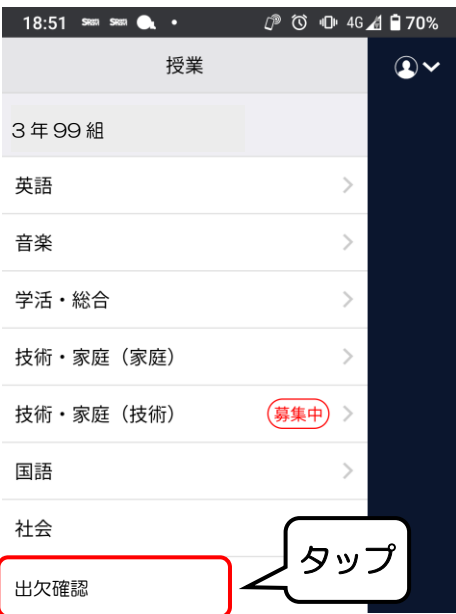 18:51 4G 70%
授業
3年99組
英語
音楽
学活・総合
技術・家庭（家庭）
技術・家庭（技術） 募集中
国語
社会
タップ
出欠確認